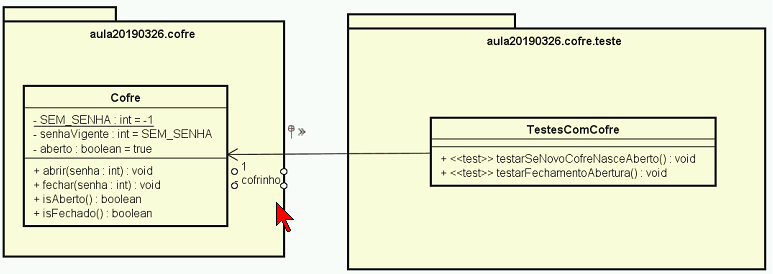 aula20190326.cofre
Cofre
- SEM_SENHA : int = -1
- senhaVigente : int = SEM_SENHA
- aberto : boolean = true
+ abrir(senha : int) : void
+ fechar(senha : int) : void
+ isAberto() : boolean
+ isFechado() : boolean
1
cofrinho
aula20190326.cofre.teste
TestesComCofre
+ <<test>> testarSeNovoCofreNasceAberto() : void
+ <<test>> testarFechamentoAbertura() : void